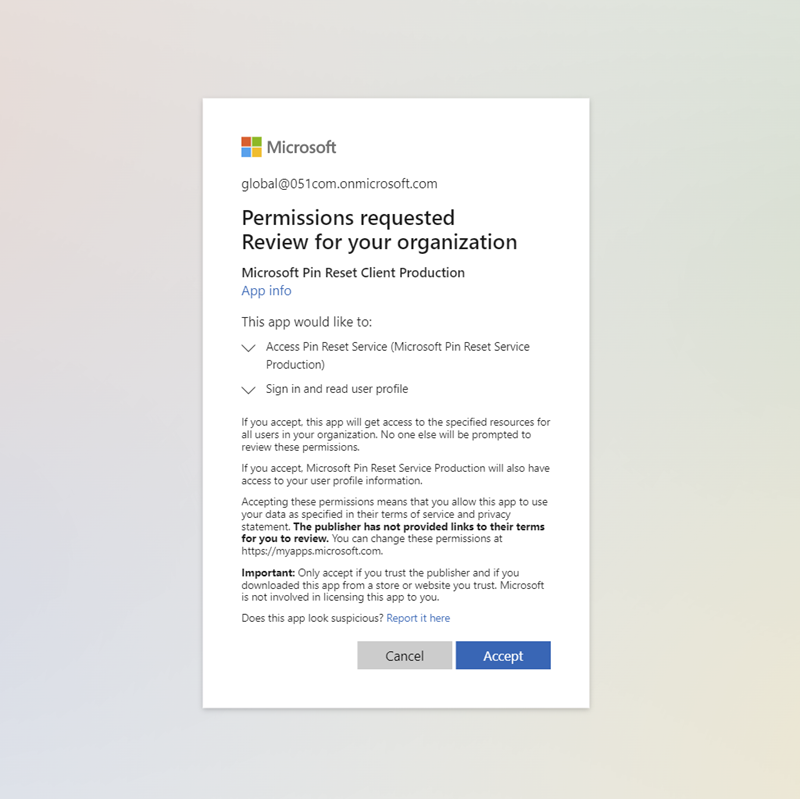 Microsoft
global@051com.onmicrosoft.com
Permissions requested
Review for your organization
Microsoft Pin Reset Client Production
App info
This app would like to:
Access Pin Reset Service (Microsoft Pin Reset Service
Production)
Sign in and read user profile
If you accept, this app will get access to the specified resources for
all users in your organization. No one else will be prompted to
review these permissions.
If you accept, Microsoft Pin Reset Service Production will also have
access to your user profile information.
Accepting these permissions means that you allow this app to use
your data as specified in their terms of service and privacy
statement. The publisher has not provided links to their terms
for you to review. You can change these permissions at
https://myapps.microsoft.com.
Important: Only accept if you trust the publisher and if you
downloaded this app from a store or website you trust. Microsoft
is not involved in licensing this app to you.
Does this app look suspicious? Report it here
Cancel Accept